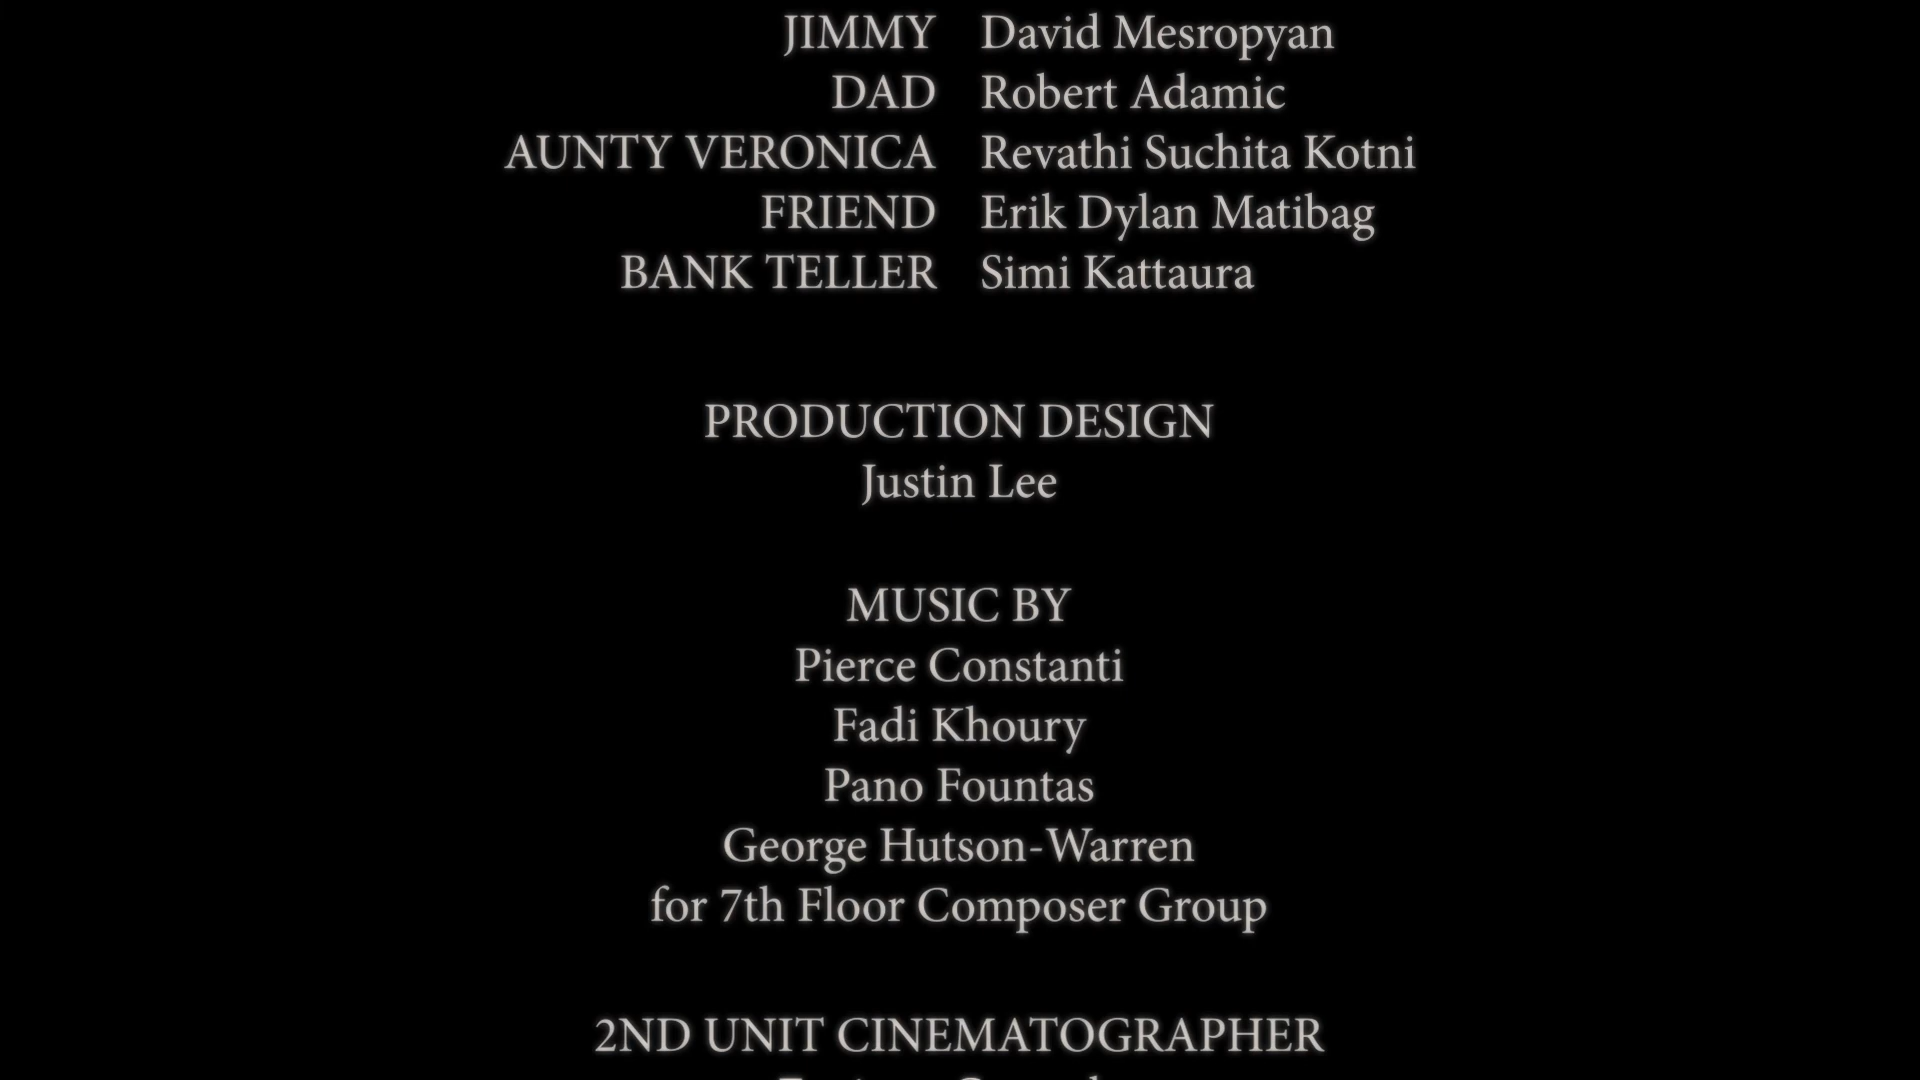 JIMMY David Mesropyan
DAD Robert Adamic
AUNTY VERONICA Revathi Suchita Kotni
FRIEND Erik Dylan Matibag
BANK TELLER Simi Kattaura
PRODUCTION DESIGN
Justin Lee
MUSIC BY
Pierce Constanti
Fadi Khoury
Pano Fountas
George Hutson-Warren
for 7th Floor Composer Group
2ND UNIT CINEMATOGRAPHER